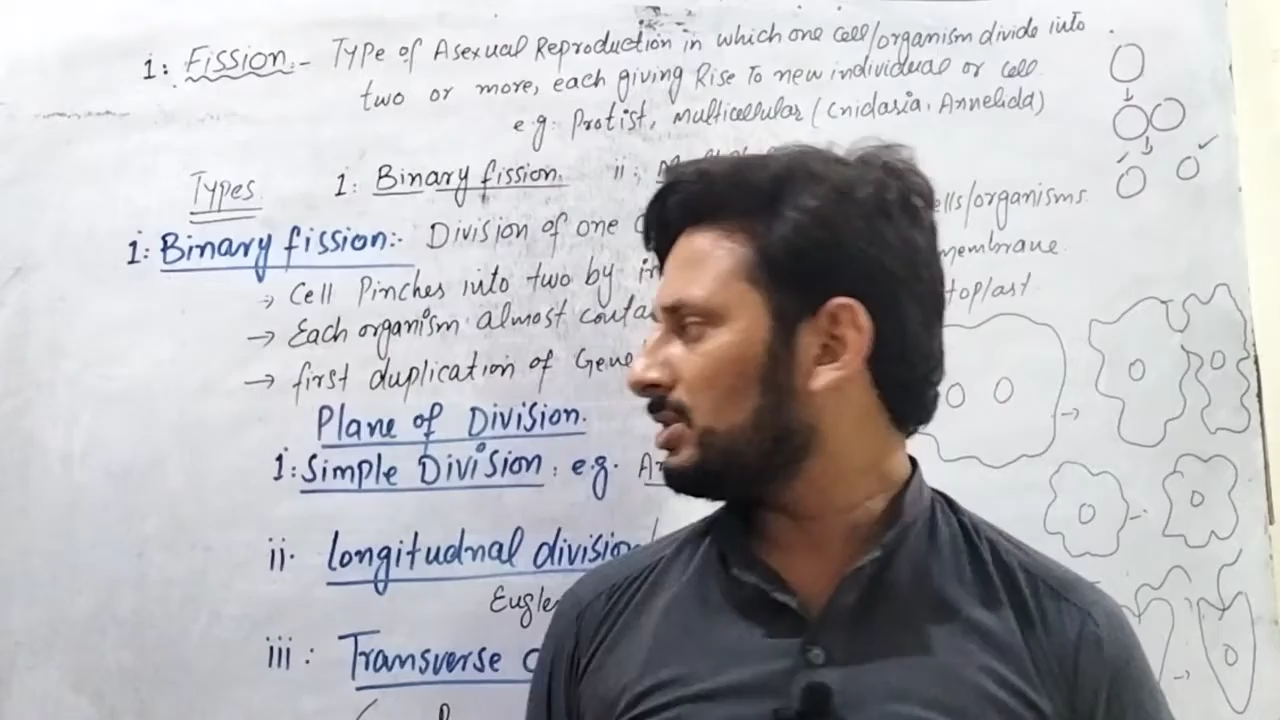 i: Fission:- Type of Asexual Reproduction in which one cell/organism divide into
two or more, each giving Rise To new individual or cell
e.g: Protist, multicellular (Cnidaria, Annelida)
Types 1: Binary fission. ii:
1: Binary fission:- Division of one ells/organisms.
→ Cell Pinches into two by in membrane.
→ Each organism almost conta toplast
→ first duplication of Gene
Plane of Division.
1: Simple Division: e.g. A
ii. longitudnal division
Eugle
iii: Transverse